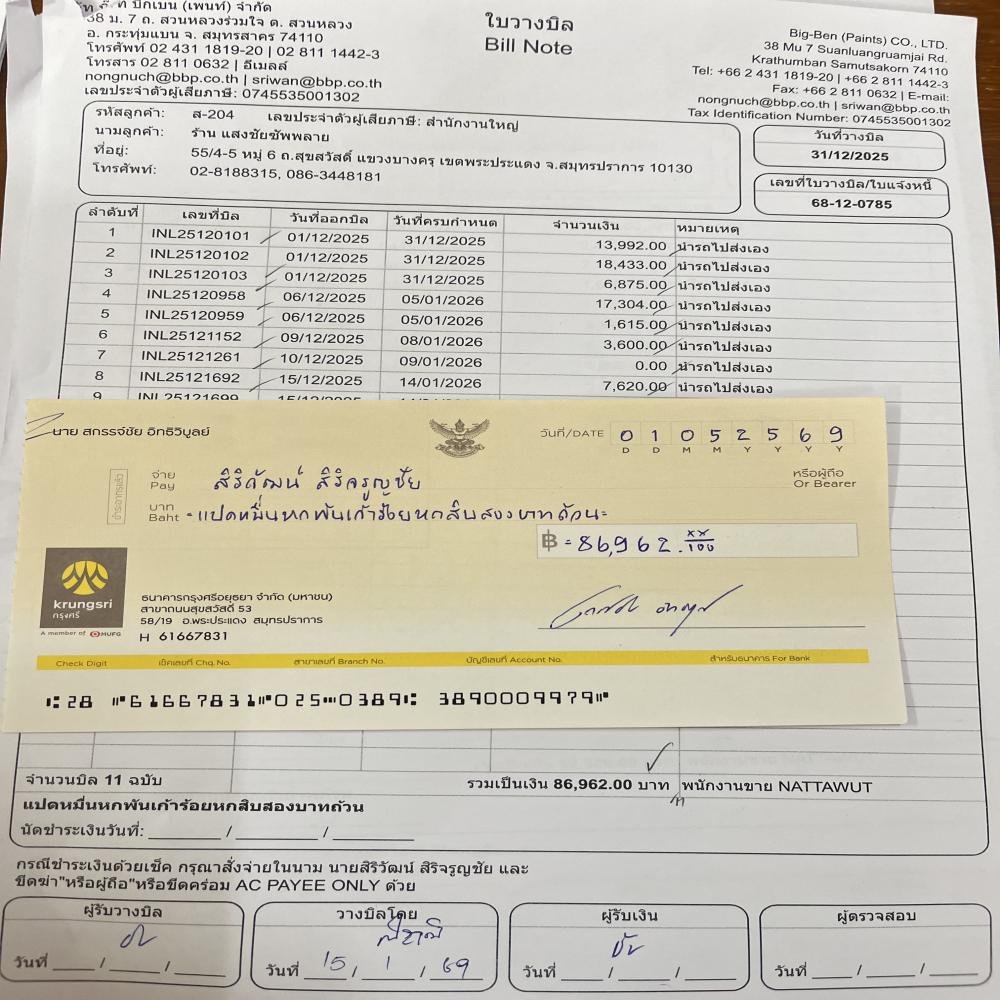 บิ๊กเบ็น (เพนท์) จำกัด
38 ม. 7 ถ. สวนหลวงร่วมใจ ต. สวนหลวง
อ. กระทุ่มแบน จ. สมุทรสาคร 74110
โทรศัพท์ 02 431 1819-20 | 02 811 1442-3
โทรสาร 02 811 0632 | อีเมลล์
nongnuch@bbp.co.th | sriwan@bbp.co.th
เลขประจำตัวผู้เสียภาษี: 0745535001302
ใบวางบิล
Bill Note
Big-Ben (Paints) CO., LTD.
38 Mu 7 Suanluangruamjai Rd.
Krathumban Samutsakorn 74110
Tel: +66 2 431 1819-20 | +66 2 811 1442-3
Fax: +66 2 811 0632 | E-mail:
nongnuch@bbp.co.th | sriwan@bbp.co.th
Tax Identification Number: 0745535001302
รหัสลูกค้า: ส-204 เลขประจำตัวผู้เสียภาษี: สำนักงานใหญ่
นามลูกค้า: ร้าน แสงชัยซัพพลาย
ที่อยู่: 55/4-5 หมู่ 6 ถ.สุขสวัสดิ์ แขวงบางครุ เขตพระประแดง จ.สมุทรปราการ 10130
โทรศัพท์: 02-8188315, 086-3448181
วันที่วางบิล
31/12/2025
เลขที่ใบวางบิล/ใบแจ้งหนี้
68-12-0785
ลำดับที่ เลขที่บิล วันที่ออกบิล วันที่ครบกำหนด จำนวนเงิน หมายเหตุ
1 INL25120101 01/12/2025 31/12/2025 13,992.00 นำรถไปส่งเอง
2 INL25120102 01/12/2025 31/12/2025 18,433.00 นำรถไปส่งเอง
3 INL25120103 01/12/2025 31/12/2025 6,875.00 นำรถไปส่งเอง
4 INL25120958 06/12/2025 05/01/2026 17,304.00 นำรถไปส่งเอง
5 INL25120959 06/12/2025 05/01/2026 1,615.00 นำรถไปส่งเอง
6 INL25121152 09/12/2025 08/01/2026 3,600.00 นำรถไปส่งเอง
7 INL25121261 10/12/2025 09/01/2026 0.00 นำรถไปส่งเอง
8 INL25121692 15/12/2025 14/01/2026 7,620.00 นำรถไปส่งเอง
9 INL25121699
นาย สกรรจ์ชัย อิทธิวิบูลย์
วันที่/DATE 0 1 0 5 2 5 6 9
D D M M Y Y Y Y
ชำระอากรแล้ว
จ่าย
Pay
สิริวัฒน์ สิริจรูญชัย
หรือผู้ถือ
Or Bearer
บาท
Baht
=แปดหมื่นหกพันเก้าร้อยหกสิบสองบาทถ้วน=
฿ =86,962.xx/100
krungsri
กรุงศรี
A member of MUFG
ธนาคารกรุงศรีอยุธยา จำกัด (มหาชน)
สาขาถนนสุขสวัสดิ์ 53
58/19 อ.พระประแดง สมุทรปราการ
H 61667831
Check Digit เช็คเลขที่ Chq. No. สาขาเลขที่ Branch No. บัญชีเลขที่ Account No. สำหรับธนาคาร For Bank
⑆28 ⑈61667831⑈025⑉0389⑆ 3890009979⑈
จำนวนบิล 11 ฉบับ รวมเป็นเงิน 86,962.00 บาท พนักงานขาย NATTAWUT
แปดหมื่นหกพันเก้าร้อยหกสิบสองบาทถ้วน
นัดชำระเงินวันที่: ______ / ______ / ______
กรณีชำระเงินด้วยเช็ค กรุณาสั่งจ่ายในนาม นายสิริวัฒน์ สิริจรูญชัย และ
ขีดฆ่า"หรือผู้ถือ"หรือขีดคร่อม AC PAYEE ONLY ด้วย
ผู้รับวางบิล
วันที่ ____ / ____ / ____
วางบิลโดย
วันที่ 15 / 1 / 69
ผู้รับเงิน
วันที่ ____ / ____ / ____
ผู้ตรวจสอบ
วันที่ ____ / ____ / ____